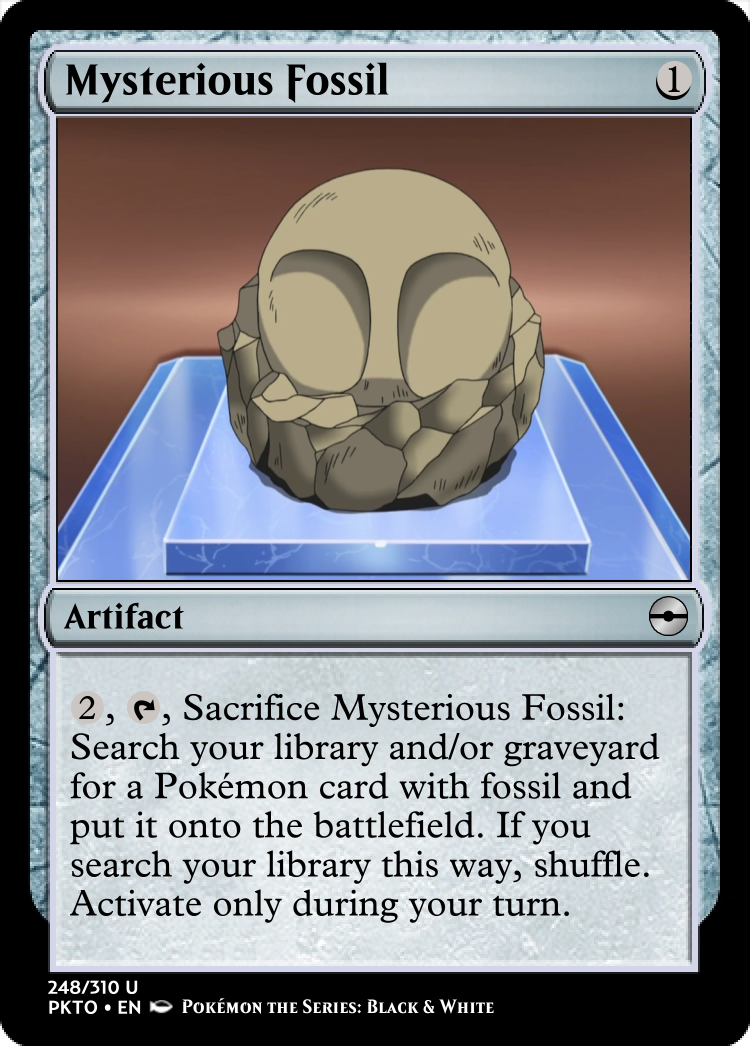 Mysterious Fossil 1
Artifact
2, , Sacrifice Mysterious Fossil:
Search your library and/or graveyard
for a Pokémon card with fossil and
put it onto the battlefield. If you
search your library this way, shuffle.
Activate only during your turn.
248/310 U
PKTO • EN Pokémon the Series: Black & White